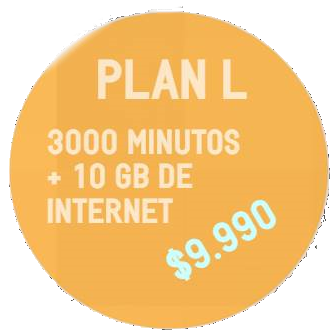 PLAN L
3000 MINUTOS
+ 10 GB DE
INTERNET
$9.990